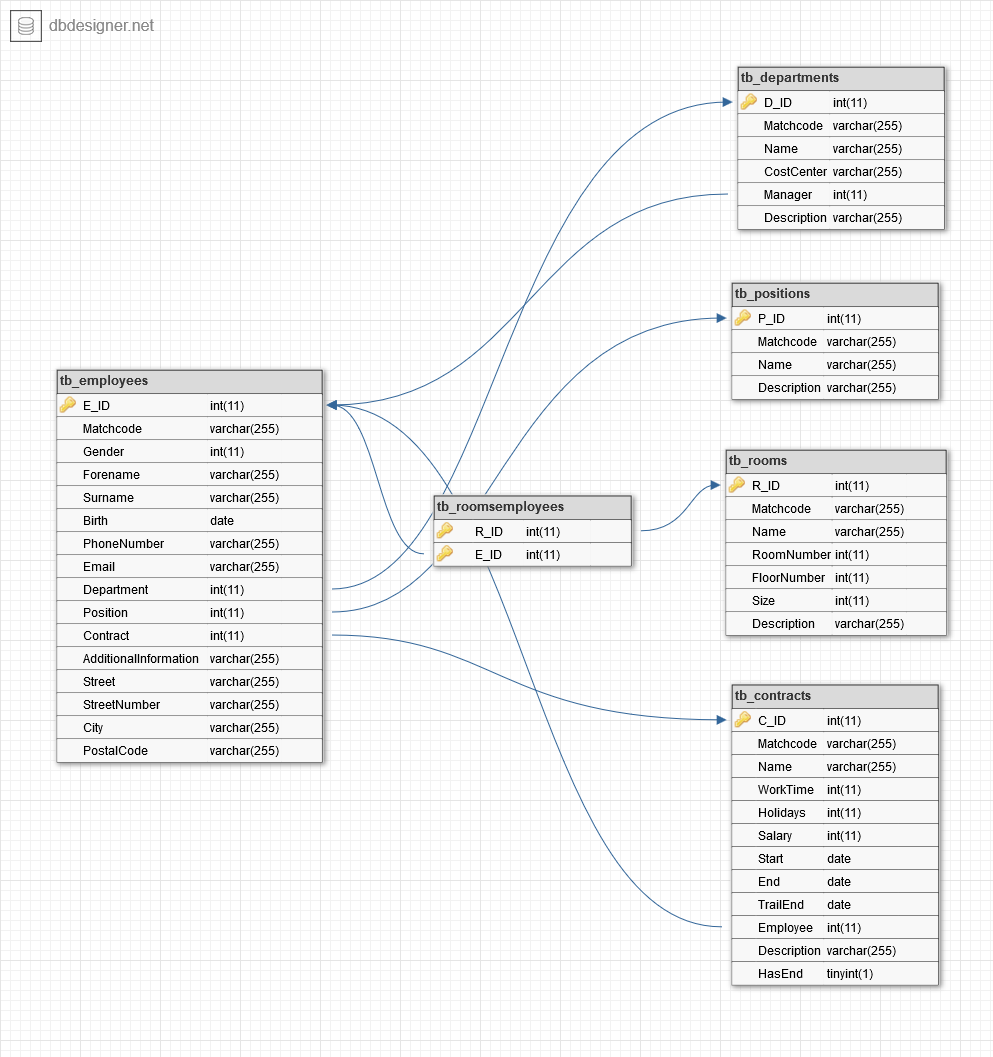 dbdesigner.net
tb_departments
D_ID int(11)
Matchcode varchar(255)
Name varchar(255)
CostCenter varchar(255)
Manager int(11)
Description varchar(255)
tb_positions
P_ID int(11)
Matchcode varchar(255)
Name varchar(255)
Description varchar(255)
tb_employees
E_ID int(11)
Matchcode varchar(255)
Gender int(11)
Forename varchar(255)
Surname varchar(255)
Birth date
PhoneNumber varchar(255)
Email varchar(255)
Department int(11)
Position int(11)
Contract int(11)
AdditionalInformation varchar(255)
Street varchar(255)
StreetNumber varchar(255)
City varchar(255)
PostalCode varchar(255)
tb_roomsemployees
R_ID int(11)
E_ID int(11)
tb_rooms
R_ID int(11)
Matchcode varchar(255)
Name varchar(255)
RoomNumber int(11)
FloorNumber int(11)
Size int(11)
Description varchar(255)
tb_contracts
C_ID int(11)
Matchcode varchar(255)
Name varchar(255)
WorkTime int(11)
Holidays int(11)
Salary int(11)
Start date
End date
TrailEnd date
Employee int(11)
Description varchar(255)
HasEnd tinyint(1)